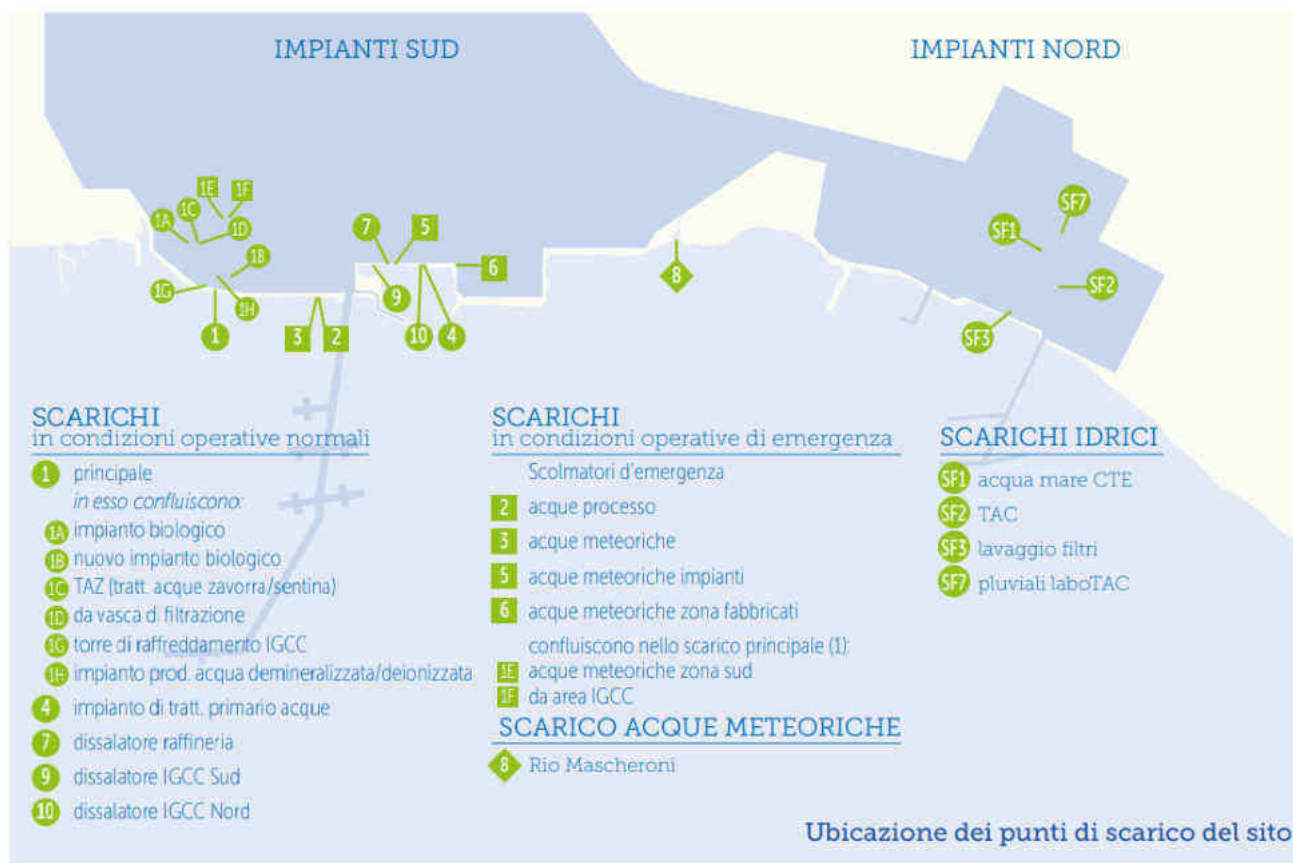 IMPIANTI SUD
IMPIANTI NORD
1E
1F
1C
1A
1D
1B
1G
1H
1
3
2
7
5
9
6
10
4
8
SF7
SF1
SF2
SF3
SCARICHI
in condizioni operative normali
1 principale
in esso confluiscono:
1A impianto biologico
1B nuovo impianto biologico
1C TAZ (tratt. acque zavorra/sentina)
1D da vasca d. filtrazione
1G torre di raffreddamento IGCC
1H impianto prod. acqua demineralizzata/deionizzata
4 impianto di tratt. primario acque
7 dissalatore raffineria
9 dissalatore IGCC Sud
10 dissalatore IGCC Nord
SCARICHI
in condizioni operative di emergenza
Scolmatori d'emergenza
2 acque processo
3 acque meteoriche
5 acque meteoriche impianti
6 acque meteoriche zona fabbricati
confluiscono nello scarico principale (1):
1E acque meteoriche zona sud
1F da area IGCC
SCARICO ACQUE METEORICHE
8 Rio Mascheroni
SCARICHI IDRICI
SF1 acqua mare CTE
SF2 TAC
SF3 lavaggio filtri
SF7 pluviali laboTAC
Ubicazione dei punti di scarico del sito